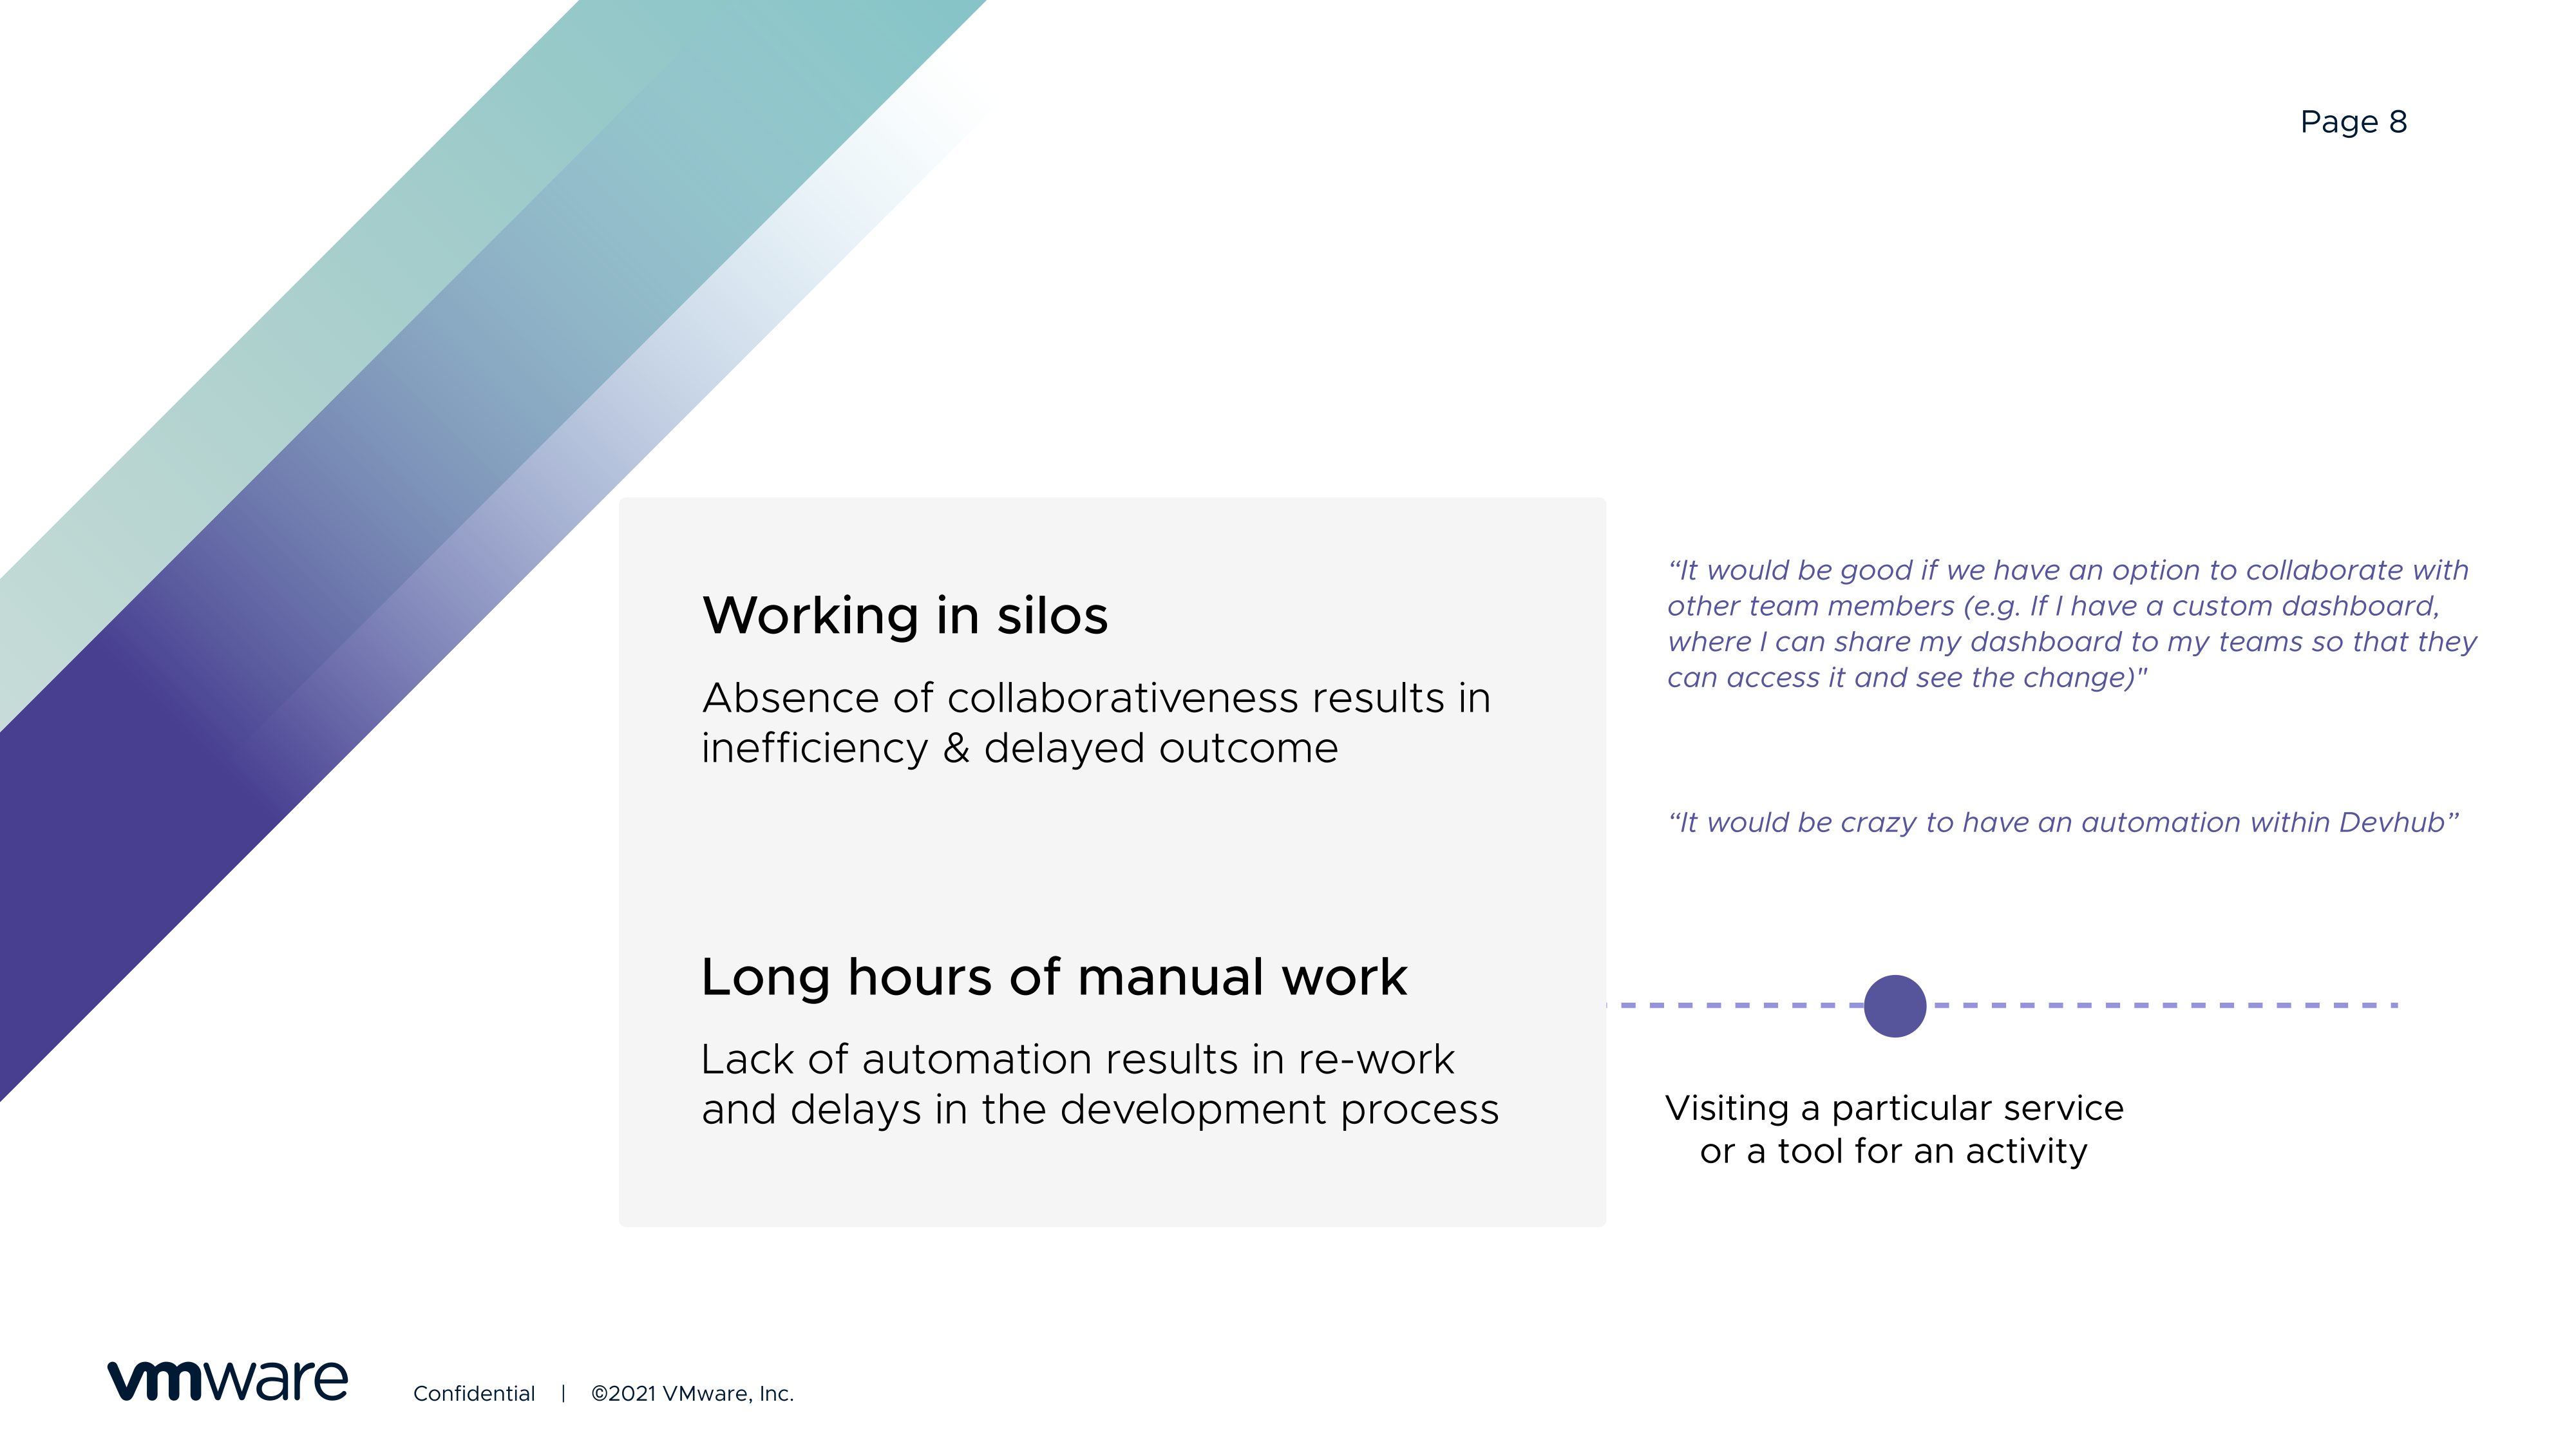 Page 8
Working in silos
Absence of collaborativeness results in
inefficiency & delayed outcome
Long hours of manual work
Lack of automation results in re-work
and delays in the development process
“It would be good if we have an option to collaborate with
other team members (e.g. If I have a custom dashboard,
where I can share my dashboard to my teams so that they
can access it and see the change)"
“It would be crazy to have an automation within Devhub”
Visiting a particular service
or a tool for an activity
vmware
Confidential | ©2021 VMware, Inc.